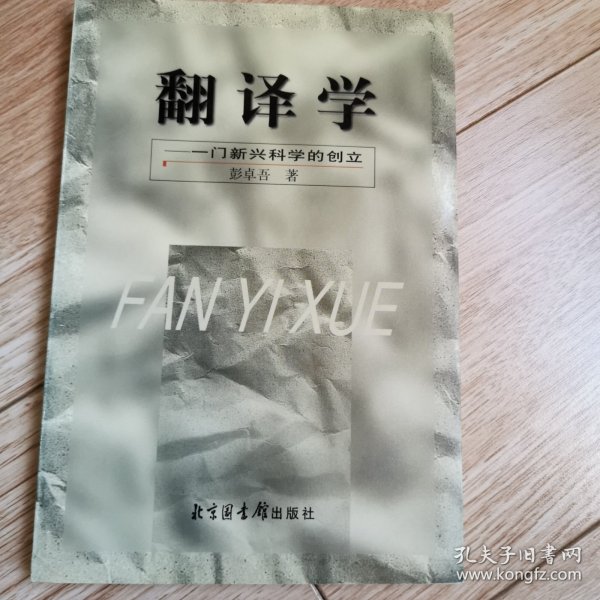 翻译学
——一门新兴科学的创立
彭卓吾 著
FAN YI XUE
北京图书馆出版社
孔夫子旧书网
www.kongfz.com